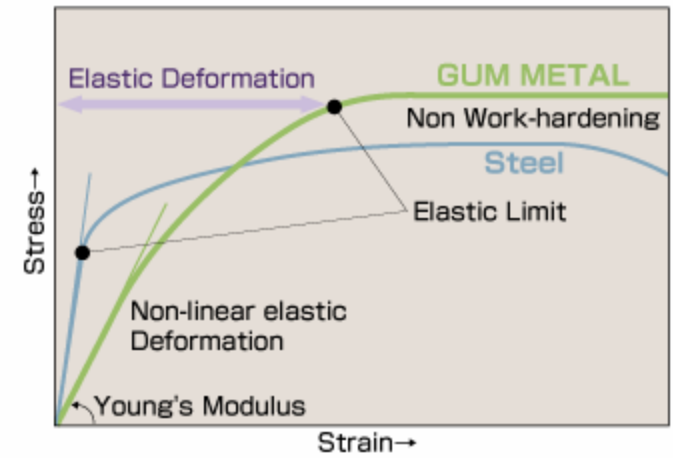 Elastic Deformation
GUM METAL
Non Work-hardening
Steel
Elastic Limit
Stress→
Non-linear elastic
Deformation
Young's Modulus
Strain→